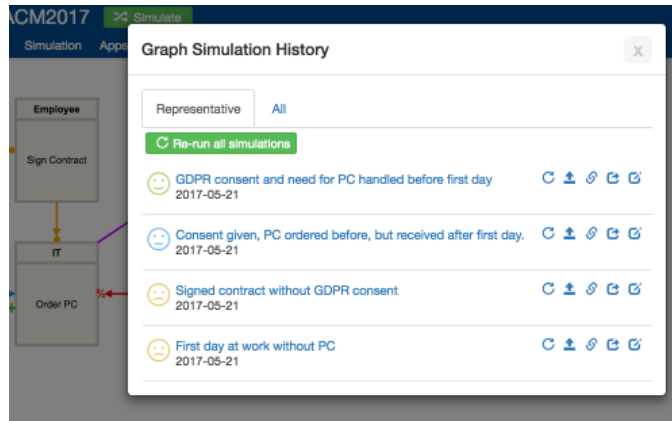 ACM2017
Simulate
Simulation
Graph Simulation History
x
Employee
Sign Contract
IT
Order PC
%
Representative
All
Re-run all simulations
GDPR consent and need for PC handled before first day
2017-05-21
Consent given, PC ordered before, but received after first day.
2017-05-21
Signed contract without GDPR consent
2017-05-21
First day at work without PC
2017-05-21